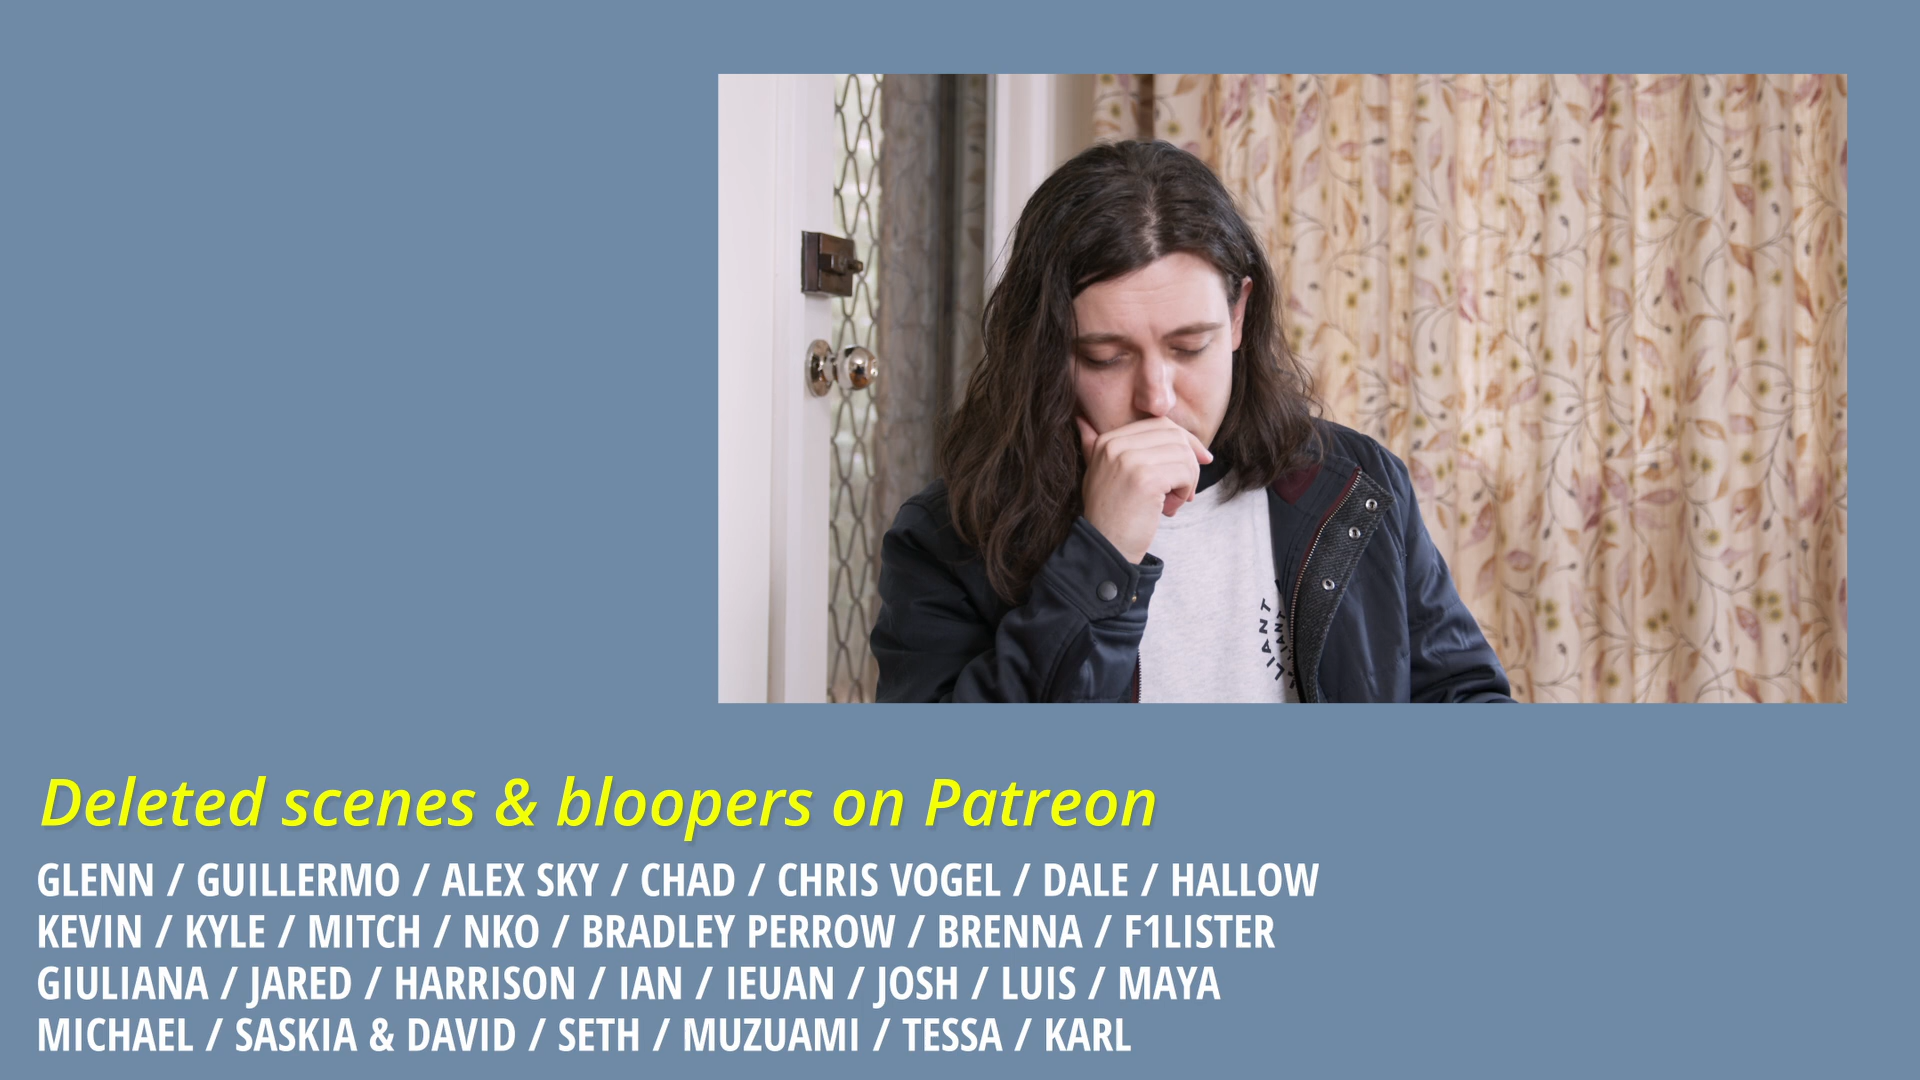 Deleted scenes & bloopers on Patreon
GLENN / GUILLERMO / ALEX SKY / CHAD / CHRIS VOGEL / DALE / HALLOW
KEVIN / KYLE / MITCH / NKO / BRADLEY PERROW / BRENNA / F1LISTER
GIULIANA / JARED / HARRISON / IAN / IEUAN / JOSH / LUIS / MAYA
MICHAEL / SASKIA & DAVID / SETH / MUZUAMI / TESSA / KARL